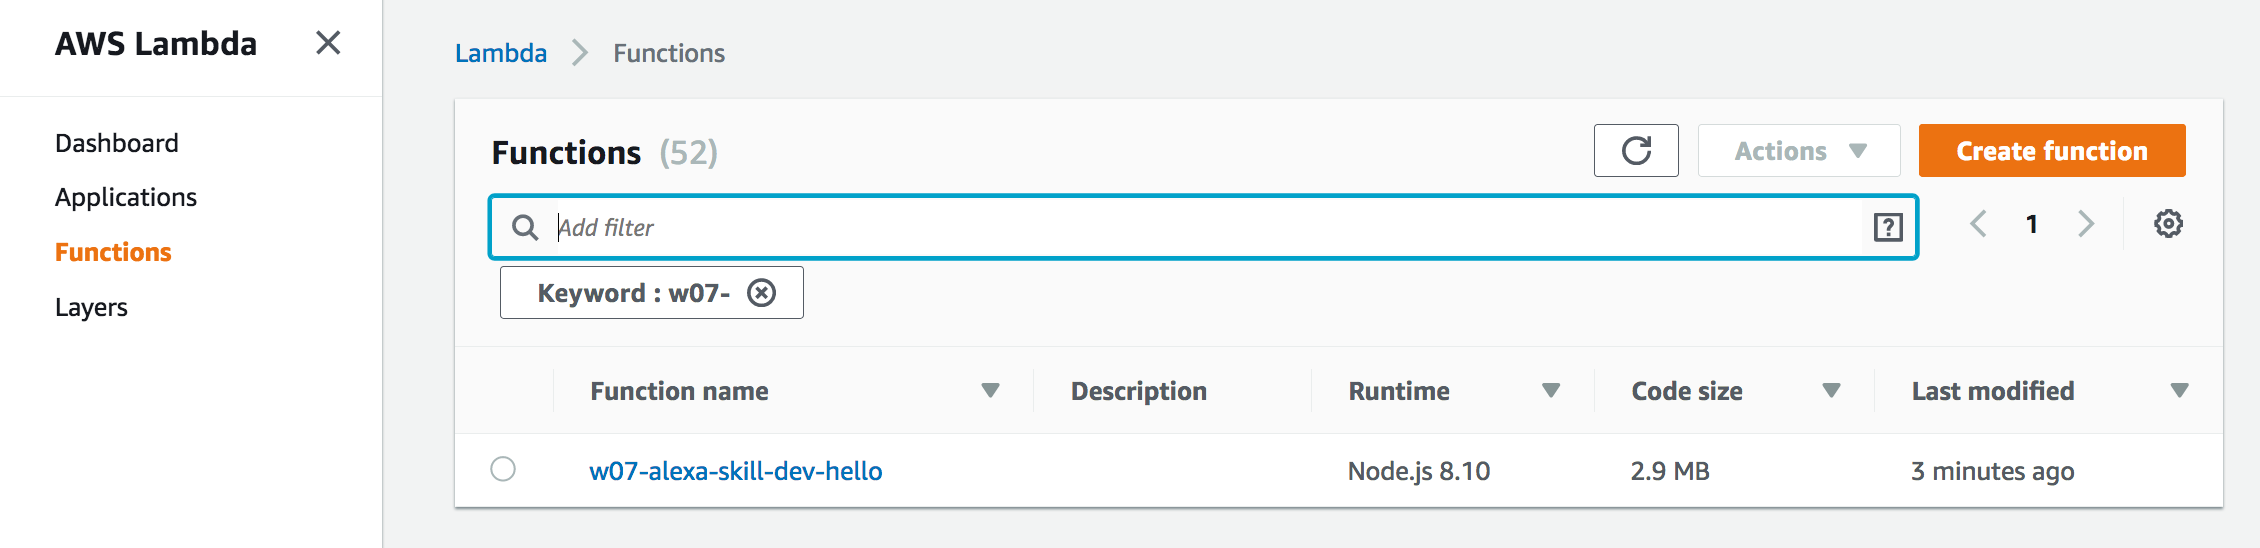 AWS Lambda
Dashboard
Applications
Functions
Layers
Lambda > Functions
Functions (52)
Actions
Create function
Add filter
1
Keyword : w07-
Function name Description Runtime Code size Last modified
w07-alexa-skill-dev-hello Node.js 8.10 2.9 MB 3 minutes ago